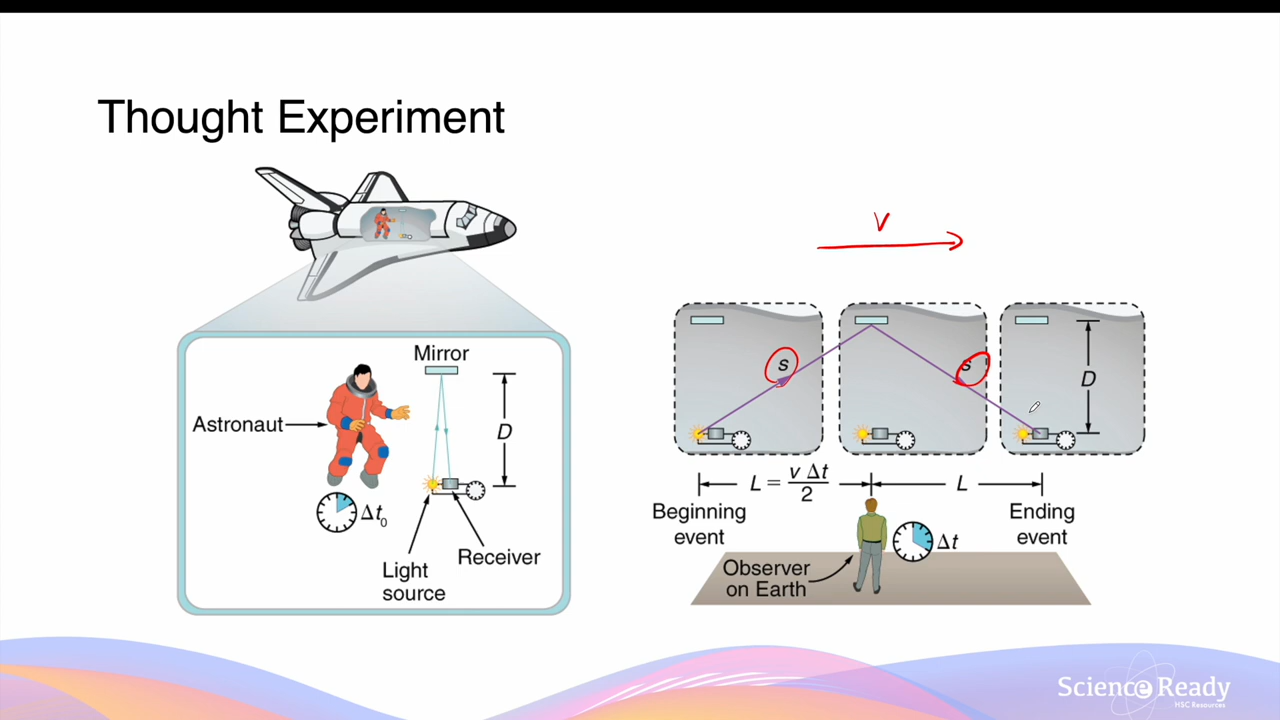 Thought Experiment
Mirror
Astronaut
D
Δt₀
Receiver
Light
source
v
s
s
D
L = v Δt / 2
L
Beginning
event
Ending
event
Δt
Observer
on Earth
Science Ready
HSC Resources